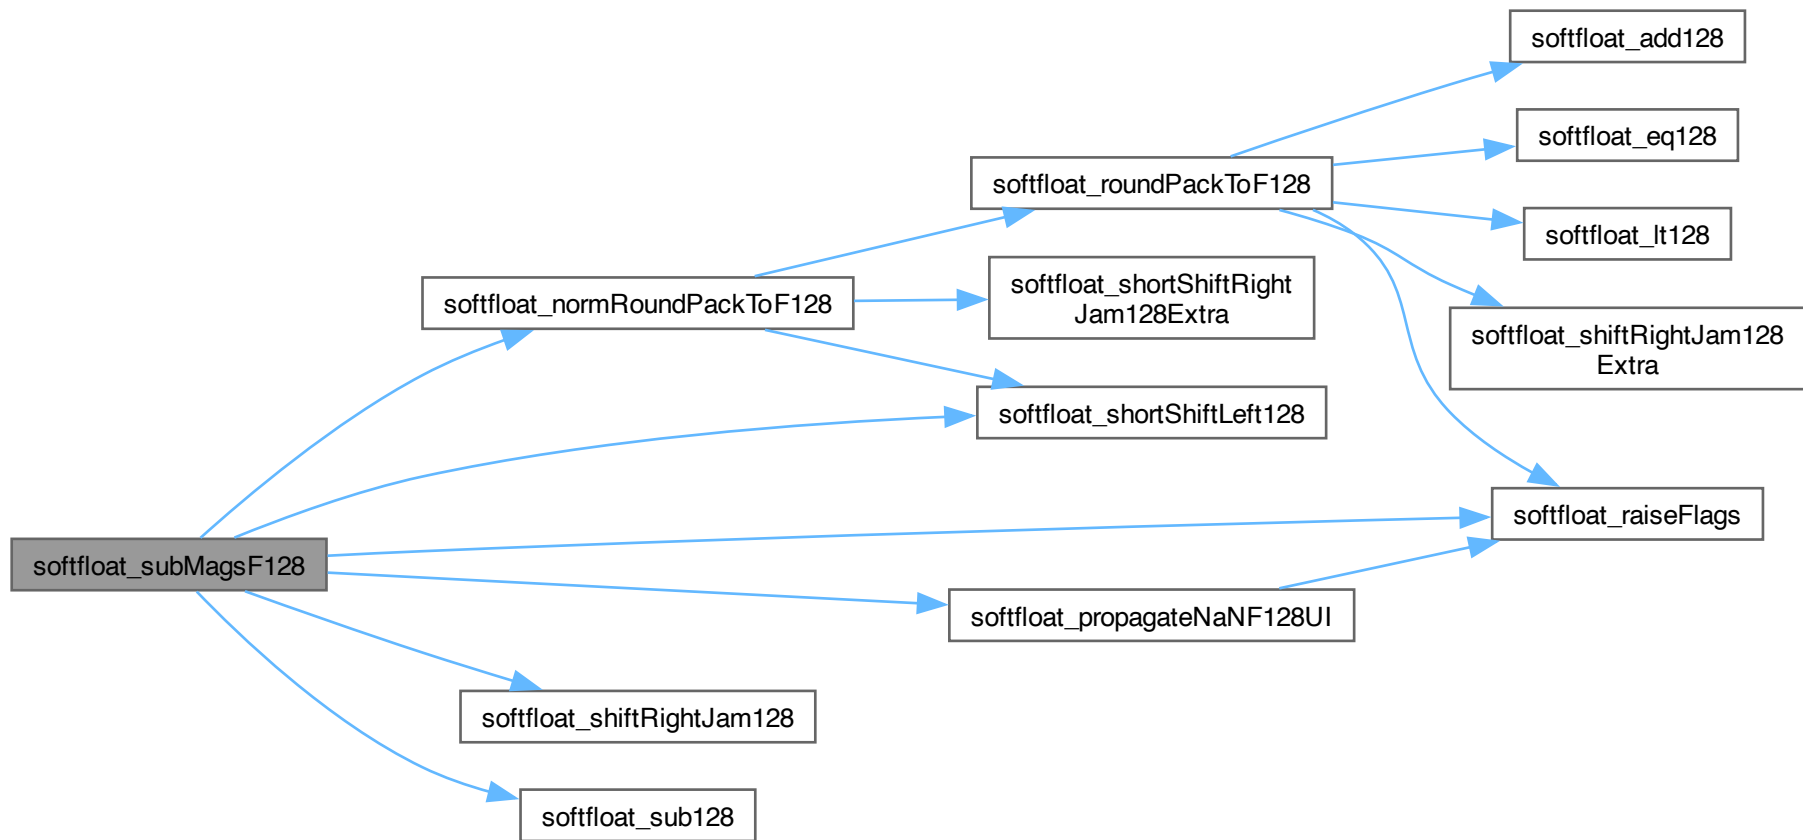 softfloat_add128
softfloat_eq128
softfloat_roundPackToF128
softfloat_lt128
softfloat_shortShiftRight
Jam128Extra
softfloat_normRoundPackToF128
softfloat_shiftRightJam128
Extra
softfloat_shortShiftLeft128
softfloat_raiseFlags
softfloat_subMagsF128
softfloat_propagateNaNF128UI
softfloat_shiftRightJam128
softfloat_sub128